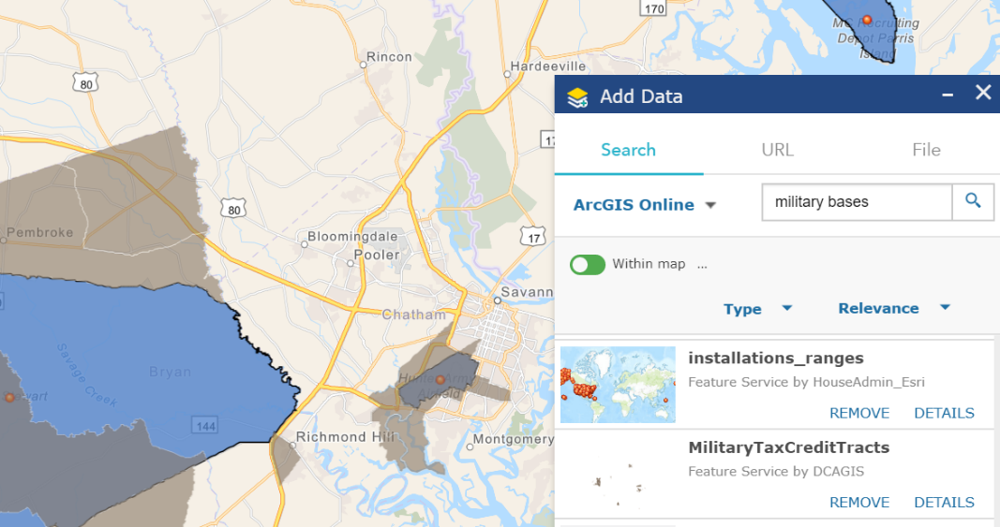 170
MC Recruiting
Depot Parris
Island
Rincon
Hardeeville
80
17
80
Pembroke
Bloomingdale
Pooler
17
Savann
Chatham
Bryan
Savage Creek
Hunter Army
Airfield
144
Richmond Hill
Montgomery
Add Data
Search
URL
File
ArcGIS Online
military bases
Within map ...
Type
Relevance
installations_ranges
Feature Service by HouseAdmin_Esri
REMOVE DETAILS
MilitaryTaxCreditTracts
Feature Service by DCAGIS
REMOVE DETAILS